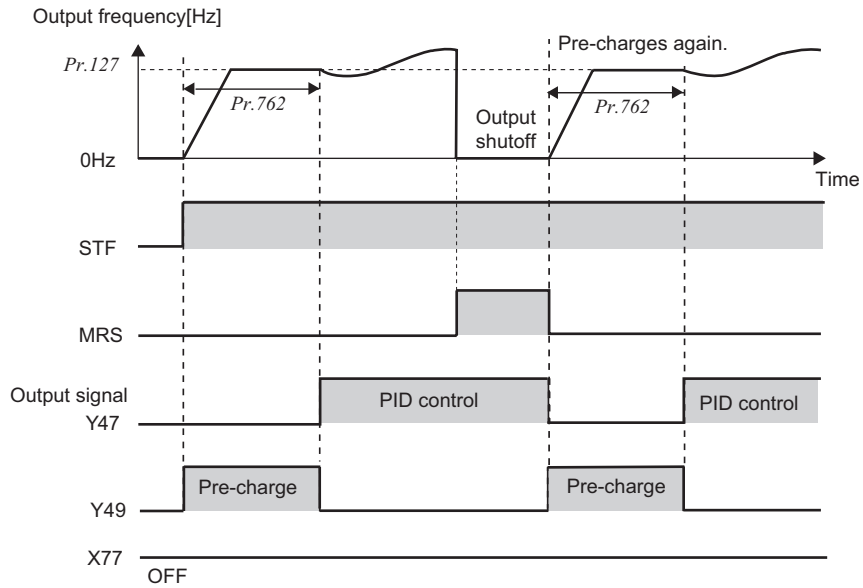 Output frequency[Hz]
Pre-charges again.
Pr.127
Pr.762
Output
shutoff
Pr.762
0Hz
Time
STF
MRS
Output signal
Y47
PID control
PID control
Y49
Pre-charge
Pre-charge
X77
OFF